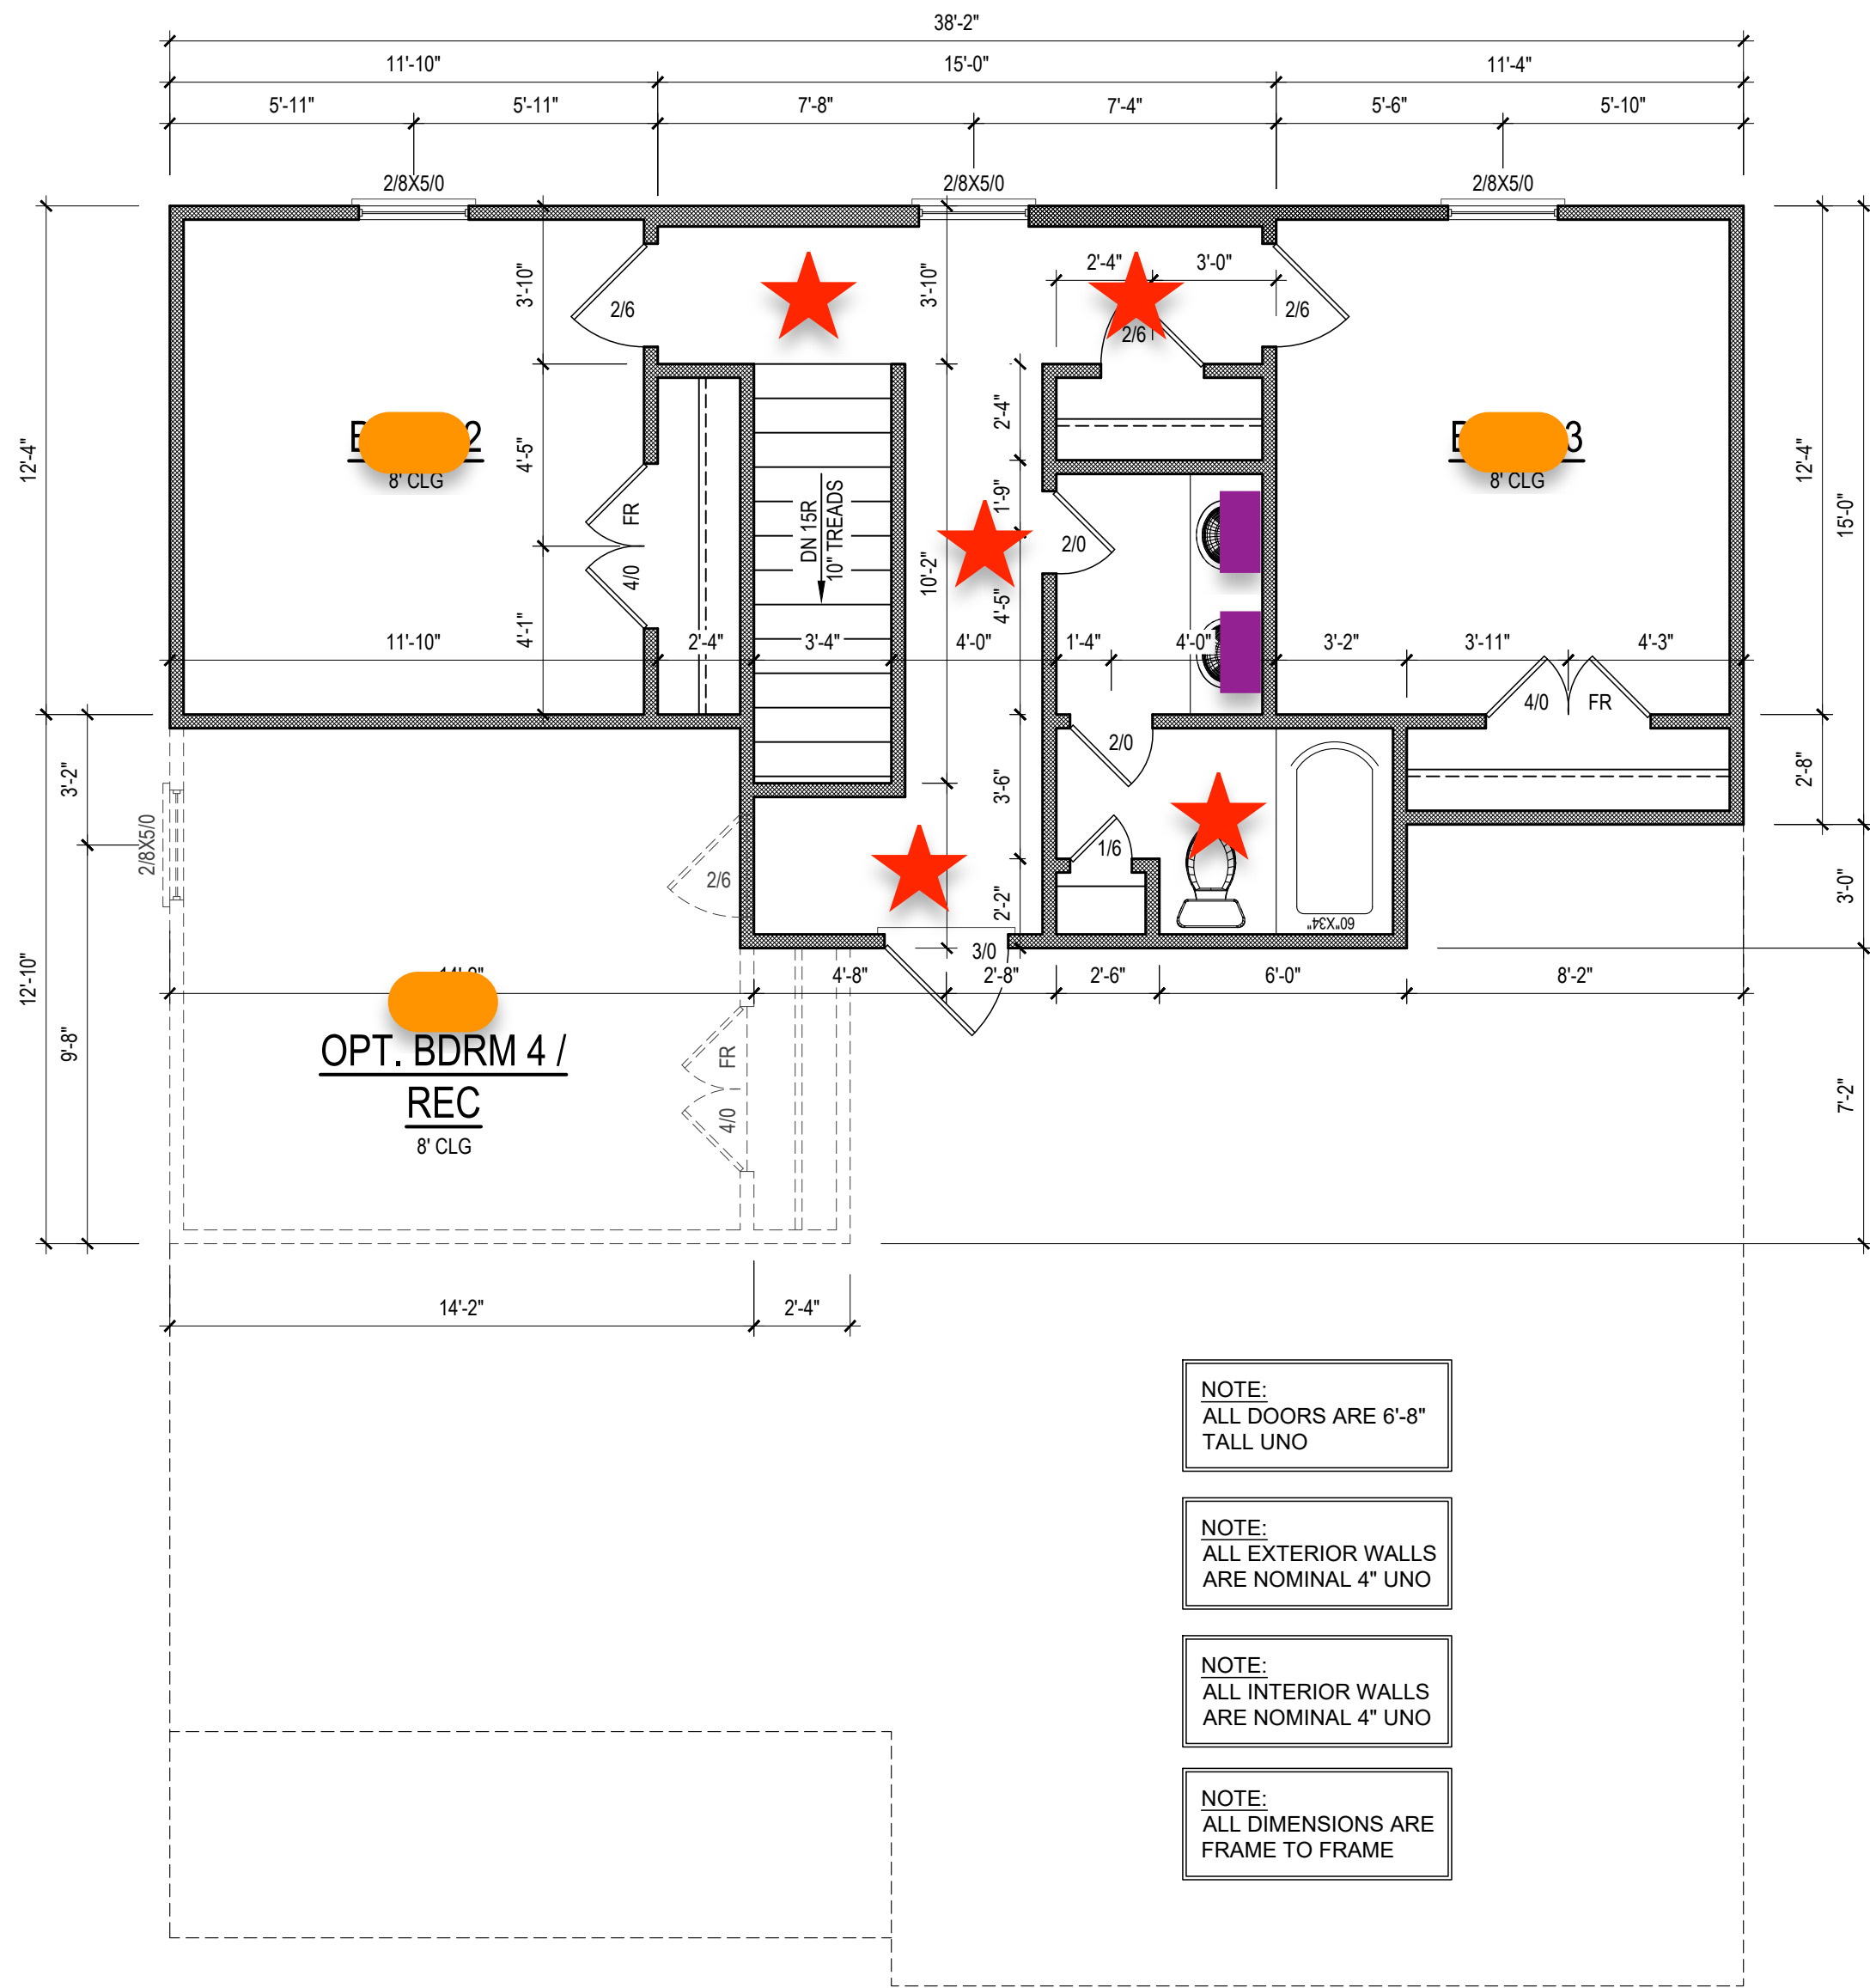 38'-2"
11'-10" 15'-0" 11'-4"
5'-11" 5'-11" 7'-8" 7'-4" 5'-6" 5'-10"
2/8X5/0 2/8X5/0 2/8X5/0
12'-4"
3'-10"
2/6
3'-10"
2'-4" 3'-0"
2/6
2/6
12'-4"
15'-0"
2
8' CLG
4'-5"
FR
4/0
4'-1"
DN 15R
10" TREADS
10'-2"
2'-4"
1'-9"
2/0
4'-5"
3
8' CLG
11'-10" 2'-4" 3'-4" 4'-0" 1'-4" 4'-0" 3'-2" 3'-11" 4'-3"
4/0 FR
2/0
3'-2"
2/8X5/0
2/6
3'-6"
1/6
2'-2"
60"X34"
2'-8"
3'-0"
3/0
4'-8" 2'-8" 2'-6" 6'-0" 8'-2"
12'-10"
9'-8"
OPT. BDRM 4 /
REC
8' CLG
FR
4/0
7'-2"
14'-2" 2'-4"
NOTE:
ALL DOORS ARE 6'-8"
TALL UNO
NOTE:
ALL EXTERIOR WALLS
ARE NOMINAL 4" UNO
NOTE:
ALL INTERIOR WALLS
ARE NOMINAL 4" UNO
NOTE:
ALL DIMENSIONS ARE
FRAME TO FRAME